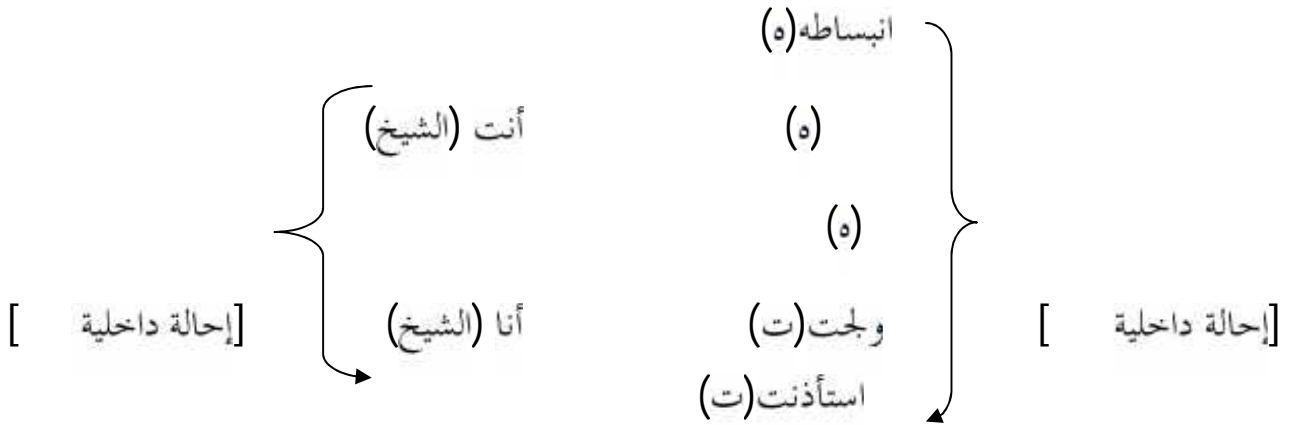 انبساطه(ه)
(ه) أنت (الشيخ)
(ه)
[إحالة داخلية ] ولجت(ت) أنا (الشيخ) [إحالة داخلية ]
استأذنت(ت)